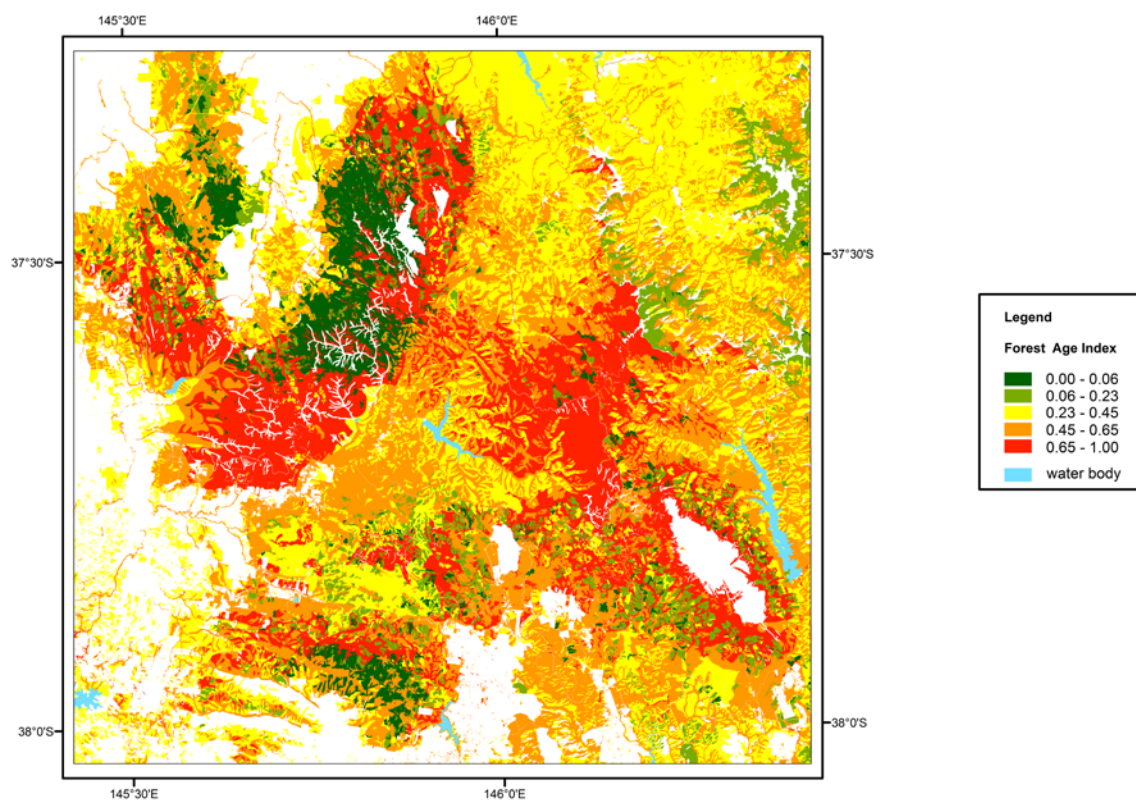 145°30'E
146°0'E
37°30'S
37°30'S
Legend
Forest Age Index
0.00 - 0.06
0.06 - 0.23
0.23 - 0.45
0.45 - 0.65
0.65 - 1.00
water body
38°0'S
38°0'S
145°30'E
146°0'E